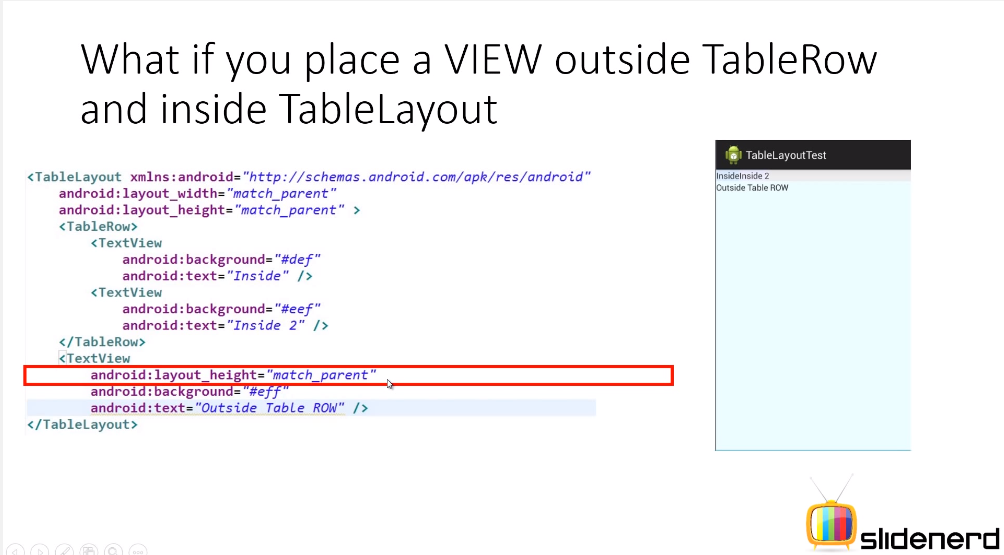 What if you place a VIEW outside TableRow
and inside TableLayout
<TableLayout xmlns:android="http://schemas.android.com/apk/res/android"
android:layout_width="match_parent"
android:layout_height="match_parent" >
<TableRow>
<TextView
android:background="#def"
android:text="Inside" />
<TextView
android:background="#eef"
android:text="Inside 2" />
</TableRow>
<TextView
android:layout_height="match_parent"
android:background="#eff"
android:text="Outside Table ROW" />
</TableLayout>
TableLayoutTest
InsideInside 2
Outside Table ROW
slidenerd